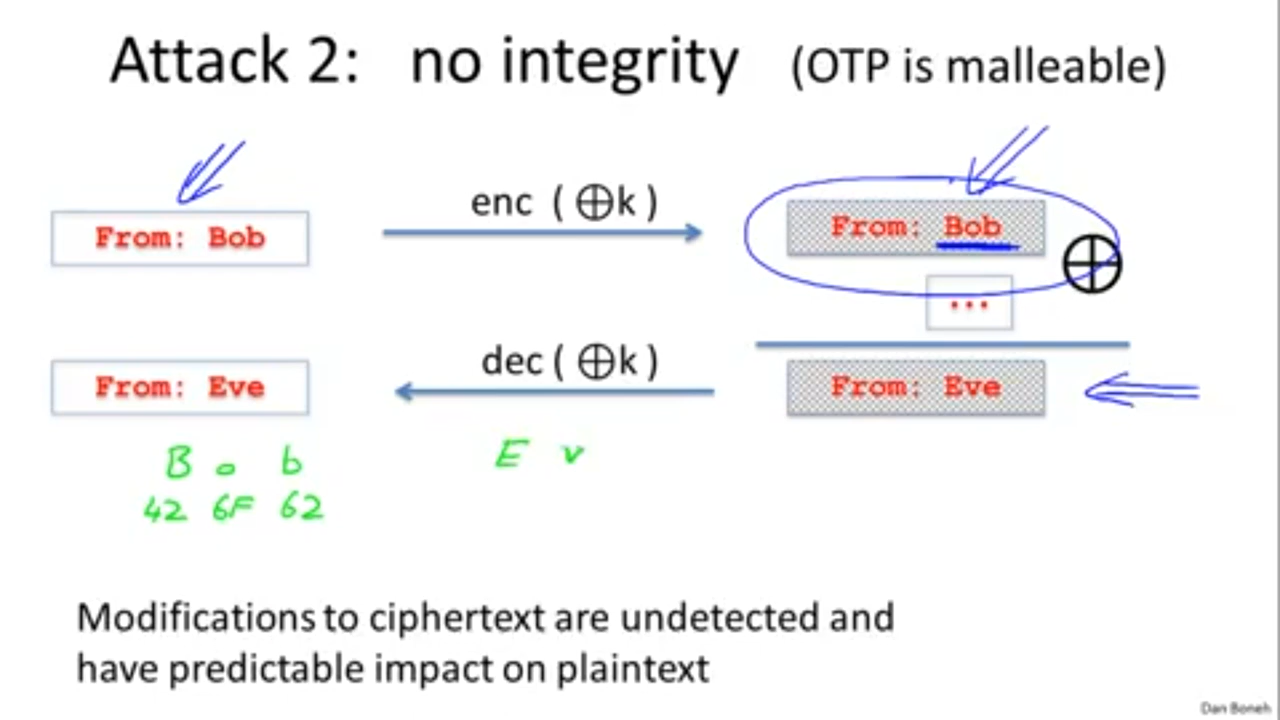 Attack 2: no integrity (OTP is malleable)
enc ( ⊕k )
From: Bob
From: Bob
⊕
...
dec ( ⊕k )
From: Eve
From: Eve
B o b
E v
42 6F 62
Modifications to ciphertext are undetected and
have predictable impact on plaintext
Dan Boneh